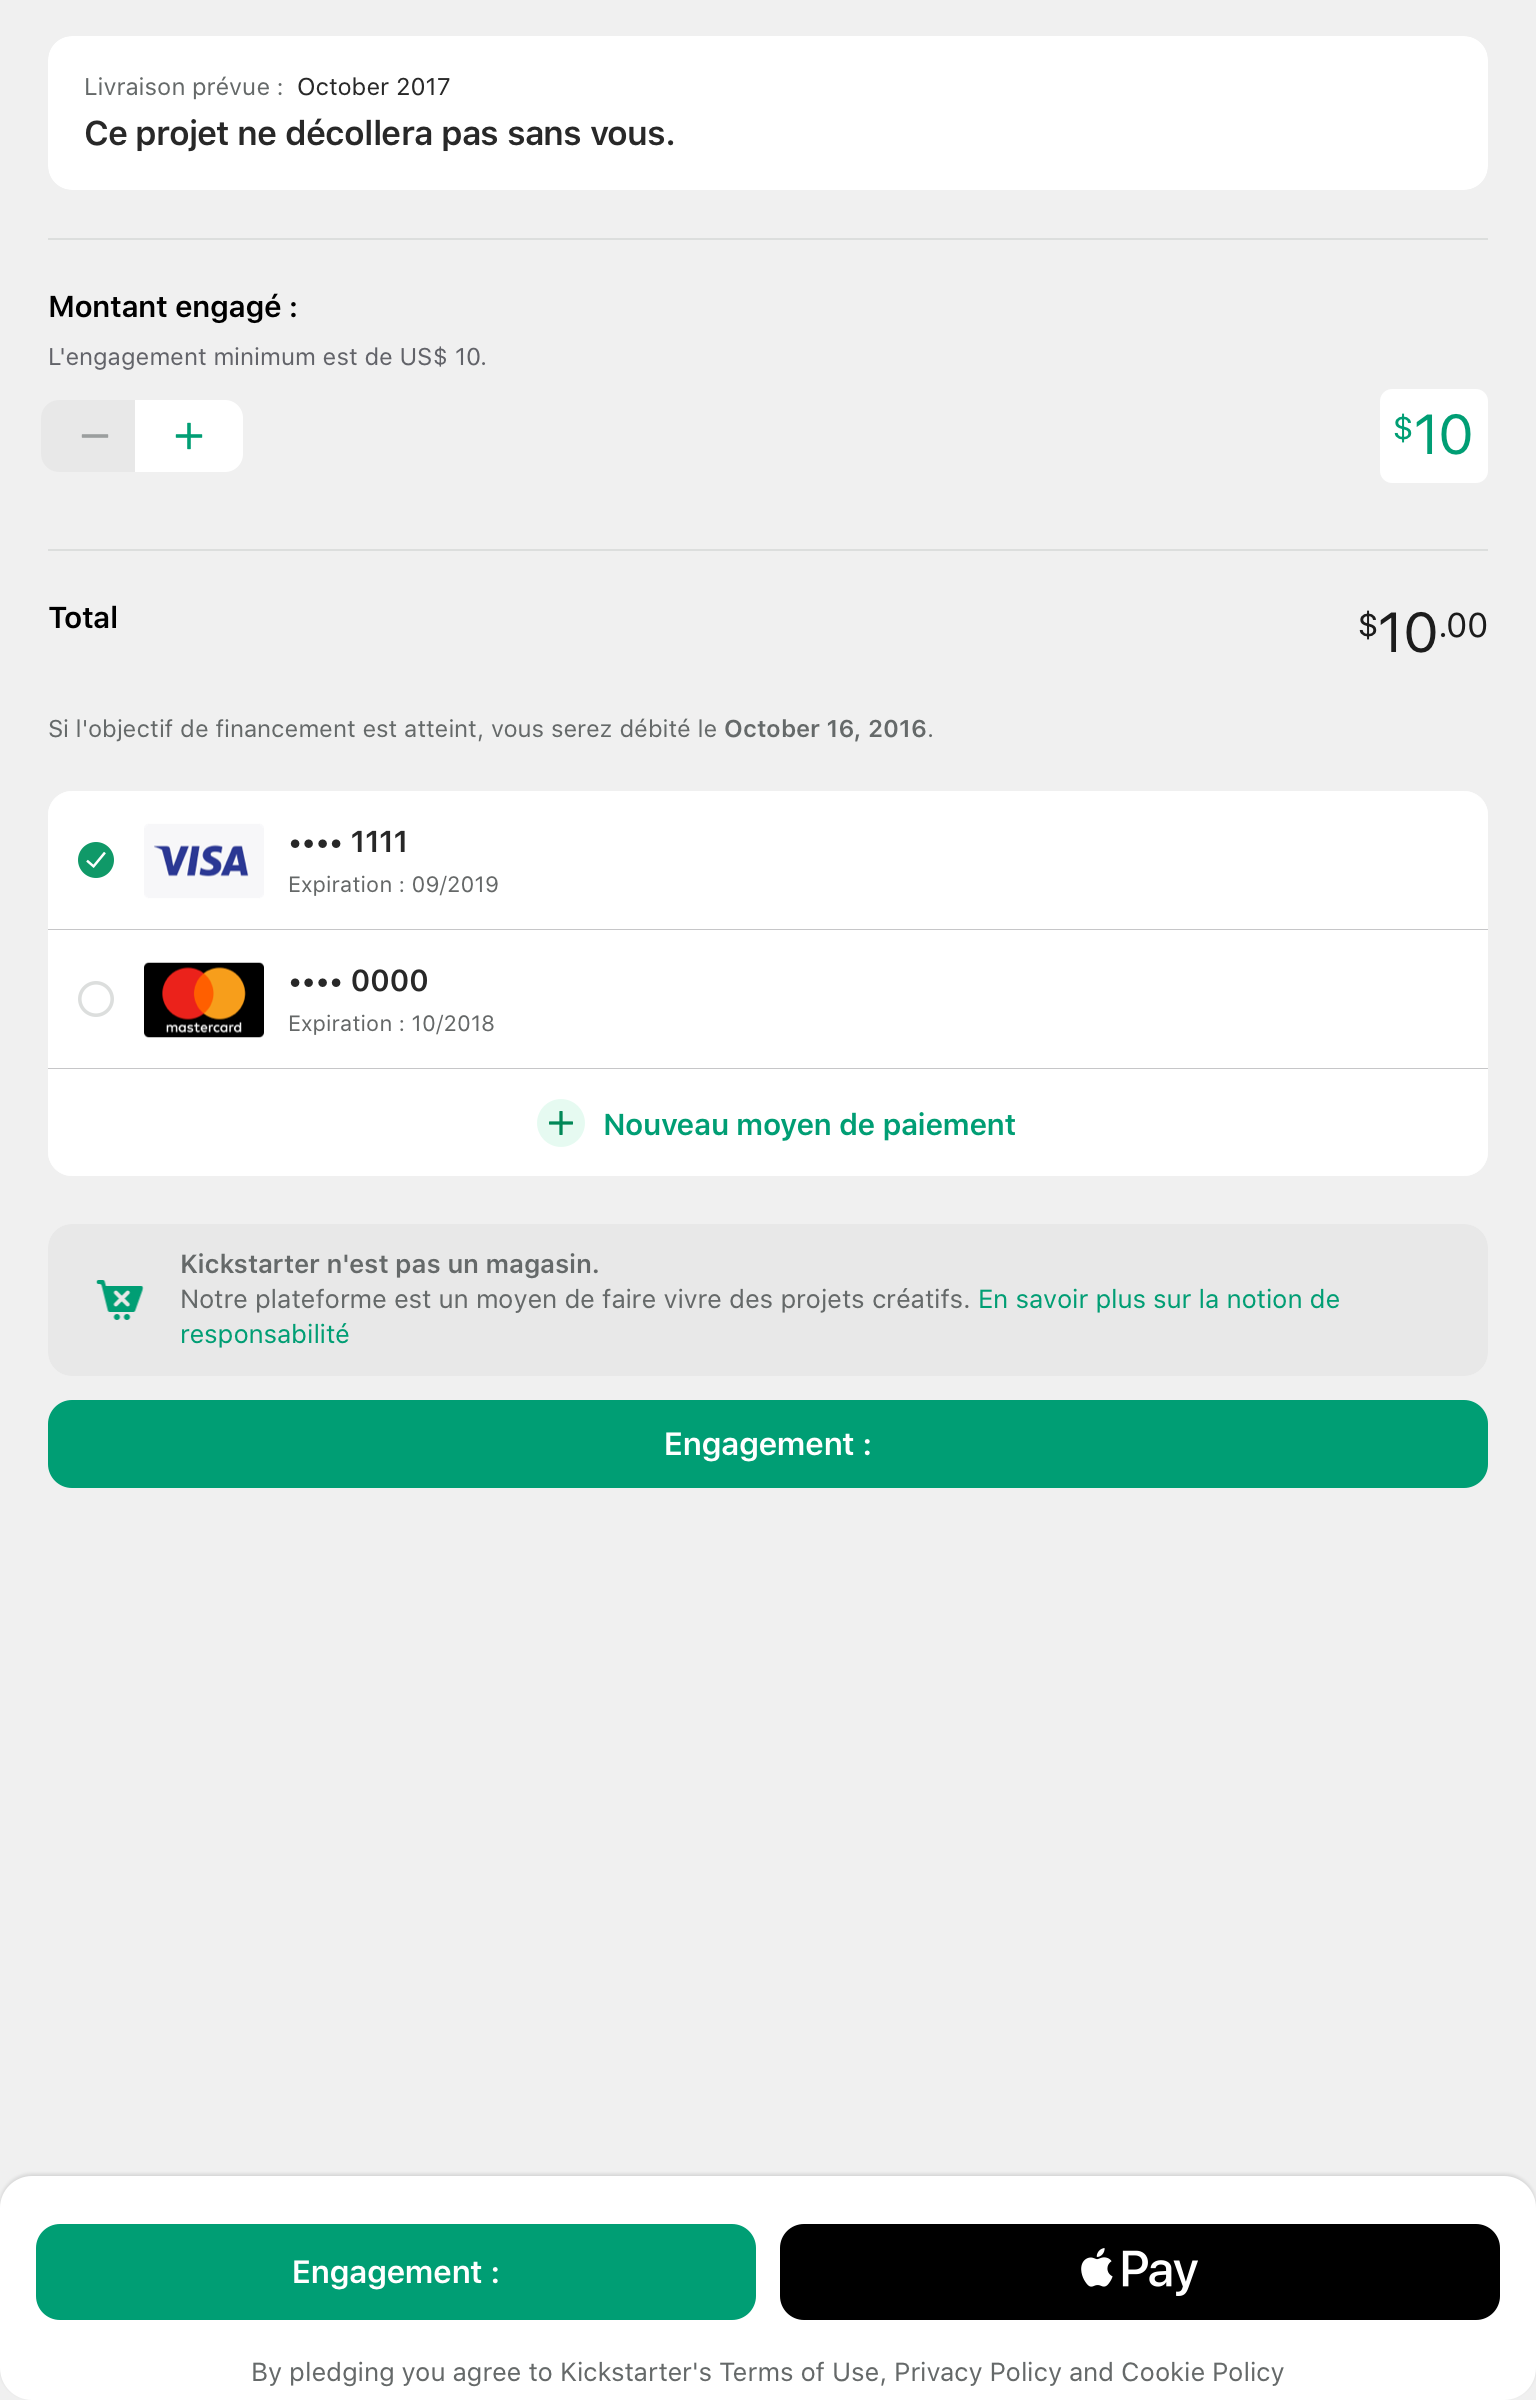 Livraison prévue : October 2017
Ce projet ne décollera pas sans vous.
Montant engagé :
L'engagement minimum est de US$ 10.
$10
Total
$10.00
Si l'objectif de financement est atteint, vous serez débité le October 16, 2016.
VISA
•••• 1111
Expiration : 09/2019
mastercard
•••• 0000
Expiration : 10/2018
Nouveau moyen de paiement
Kickstarter n'est pas un magasin.
Notre plateforme est un moyen de faire vivre des projets créatifs. En savoir plus sur la notion de
responsabilité
Engagement :
Engagement :
Pay
By pledging you agree to Kickstarter's Terms of Use, Privacy Policy and Cookie Policy